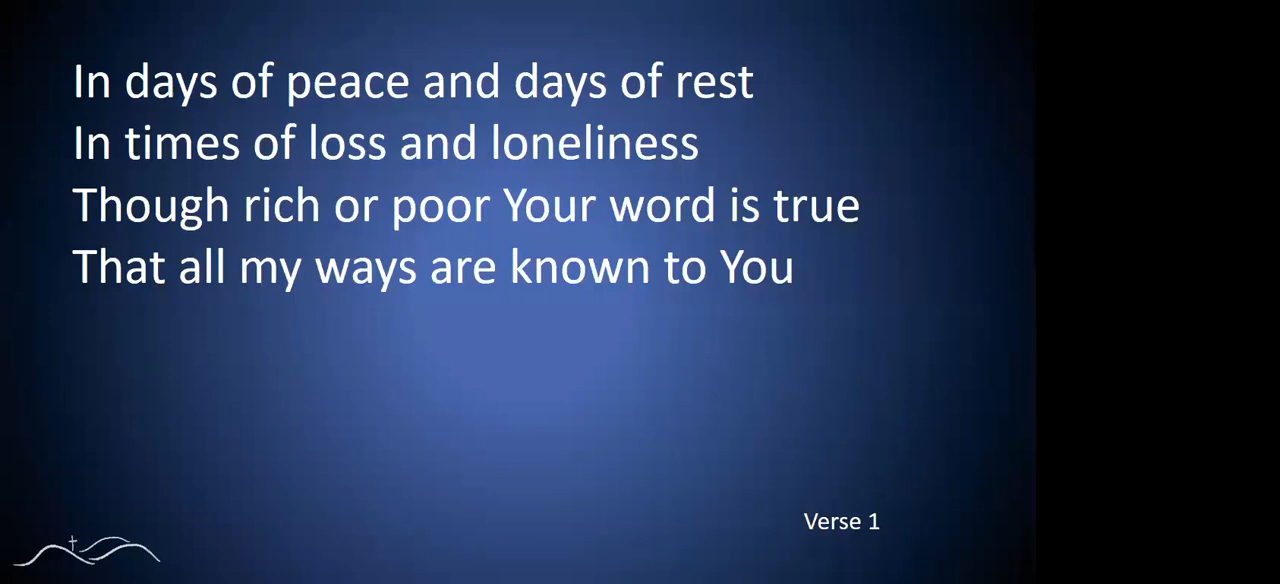 In days of peace and days of rest
In times of loss and loneliness
Though rich or poor Your word is true
That all my ways are known to You
Verse 1